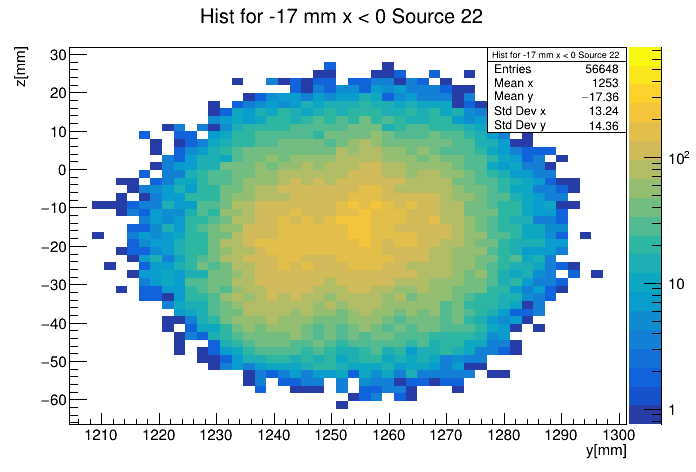 Hist for -17 mm x < 0 Source 22
z[mm]
30
20
10
0
−10
−20
−30
−40
−50
−60
Hist for -17 mm x < 0 Source 22
Entries 56648
Mean x 1253
Mean y −17.36
Std Dev x 13.24
Std Dev y 14.36
10²
10
1
1210 1220 1230 1240 1250 1260 1270 1280 1290 1300
y[mm]